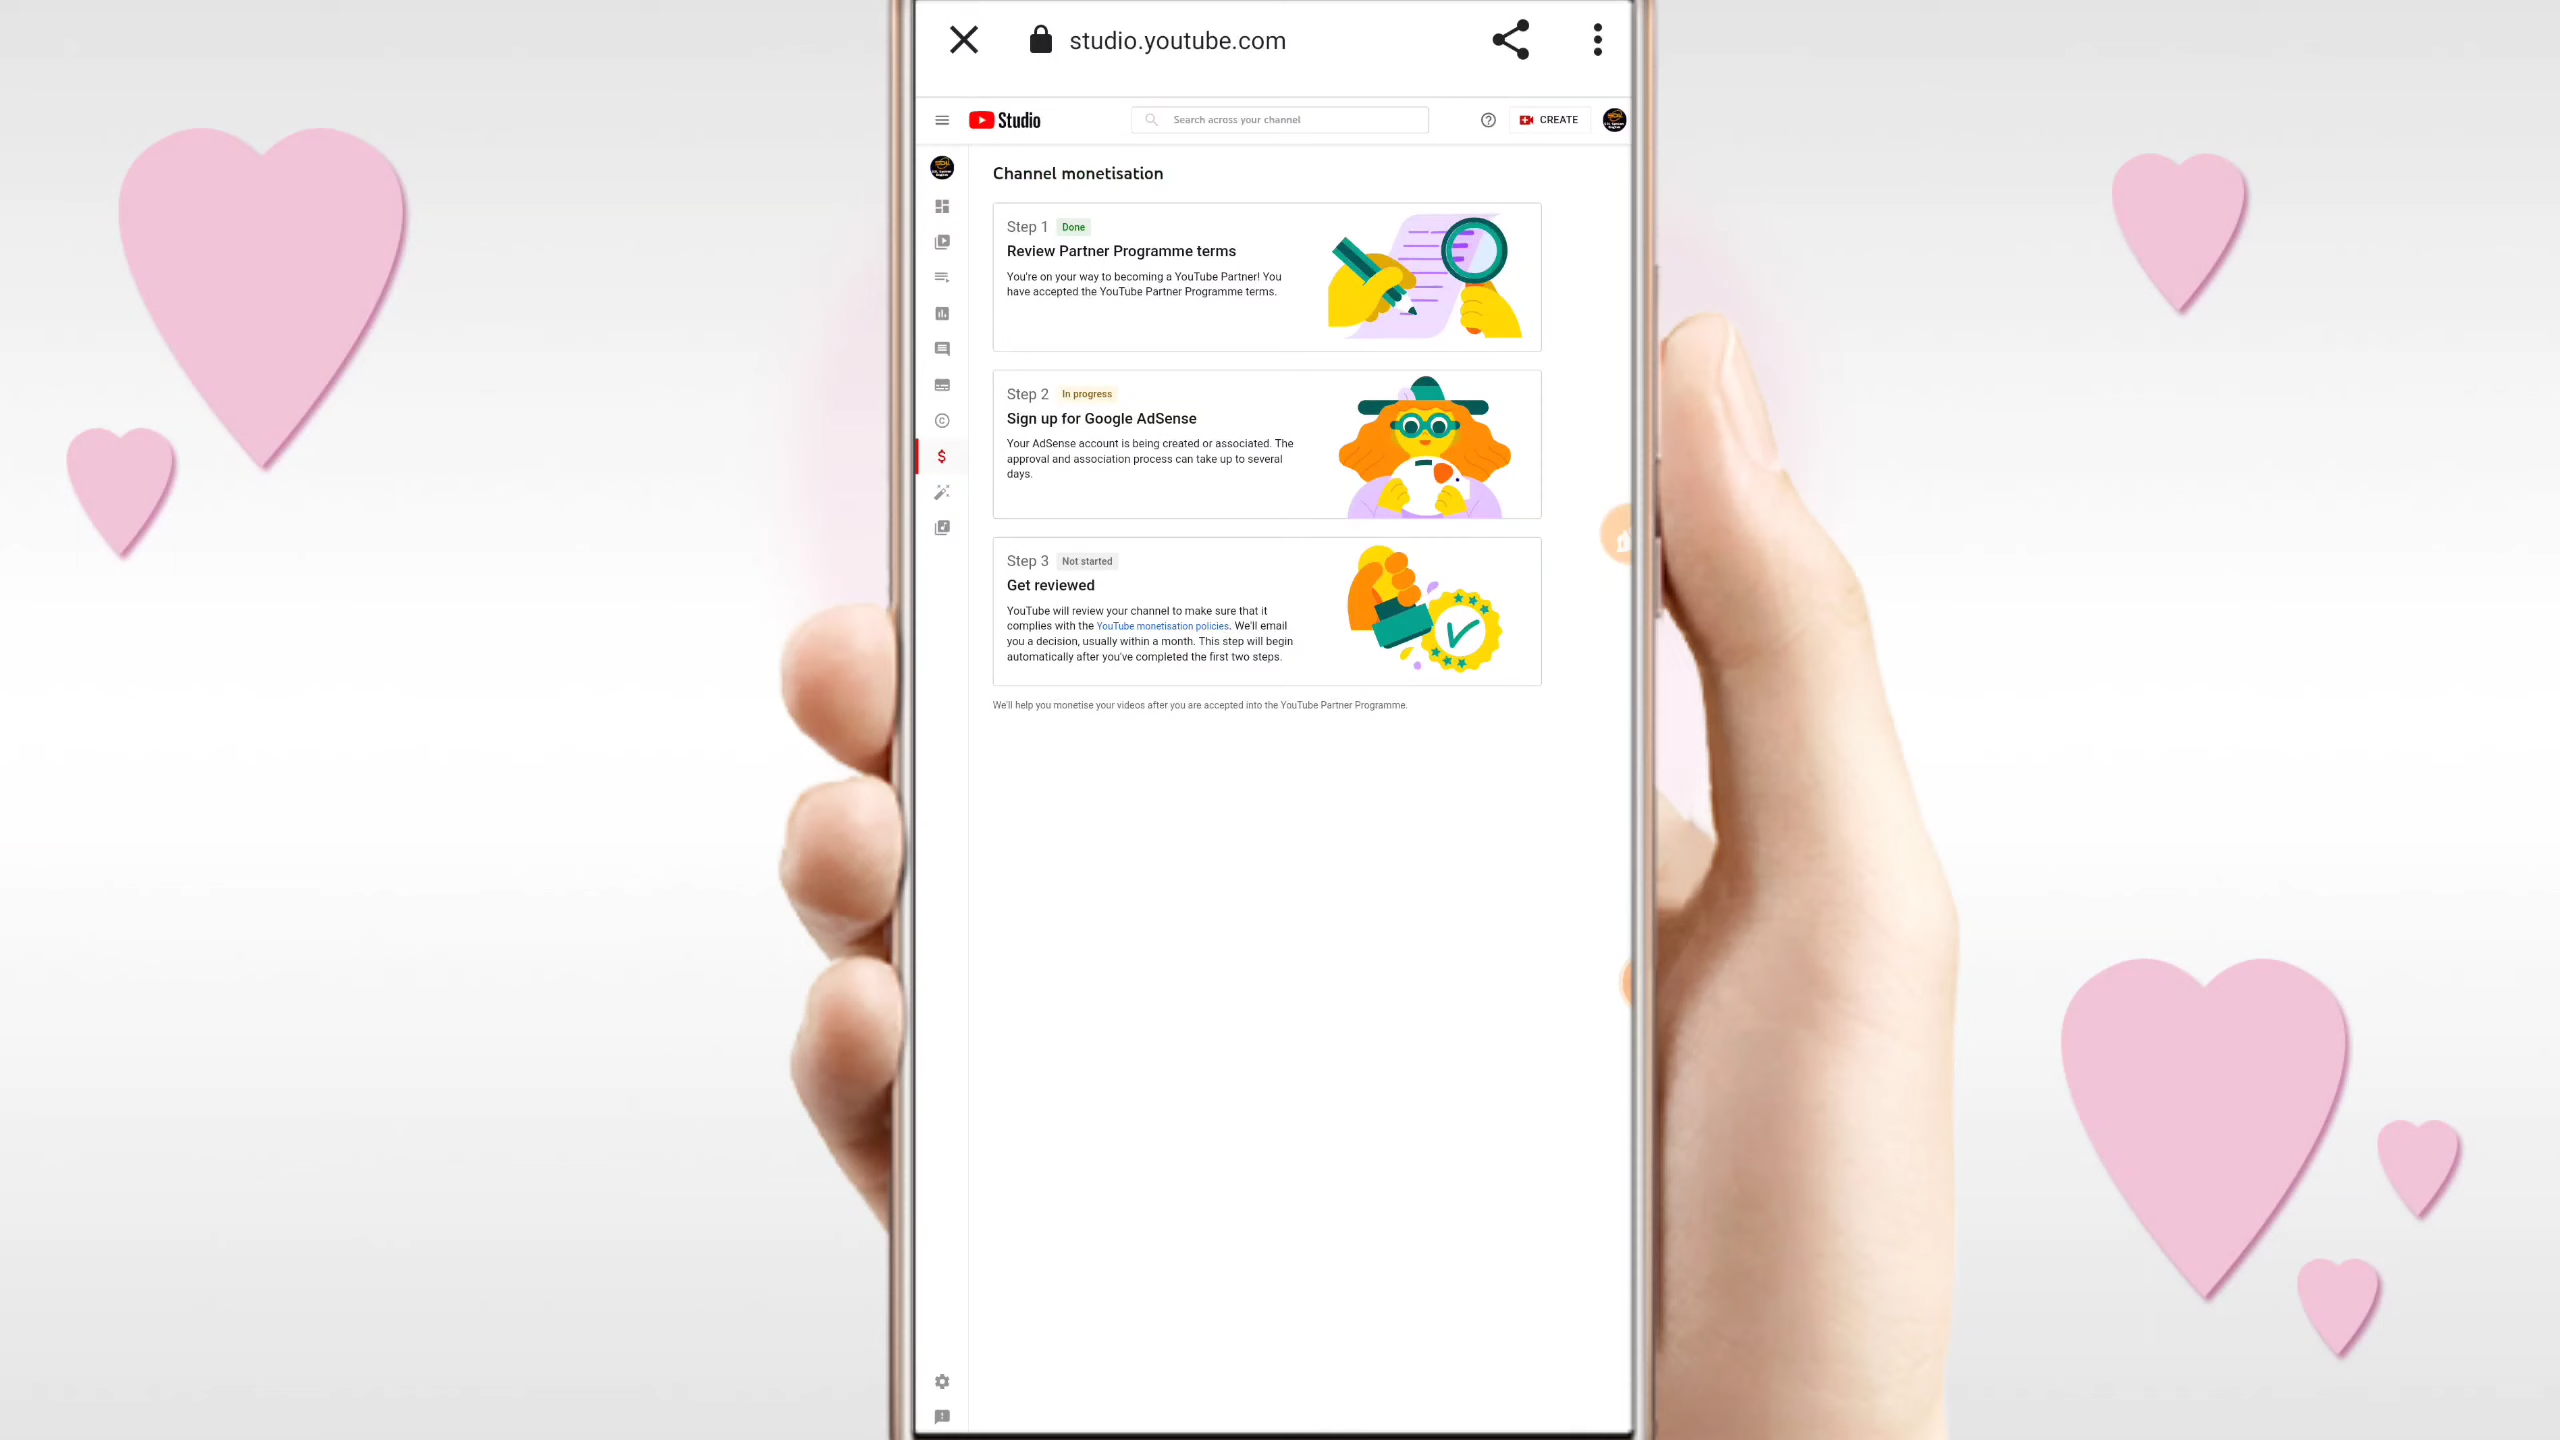 studio.youtube.com
Studio
Search across your channel
CREATE
Channel monetisation
Step 1 Done
Review Partner Programme terms
You're on your way to becoming a YouTube Partner! You
have accepted the YouTube Partner Programme terms.
Step 2 In progress
Sign up for Google AdSense
Your AdSense account is being created or associated. The
approval and association process can take up to several
days.
Step 3 Not started
Get reviewed
YouTube will review your channel to make sure that it
complies with the YouTube monetisation policies. We'll email
you a decision, usually within a month. This step will begin
automatically after you've completed the first two steps.
We'll help you monetise your videos after you are accepted into the YouTube Partner Programme.